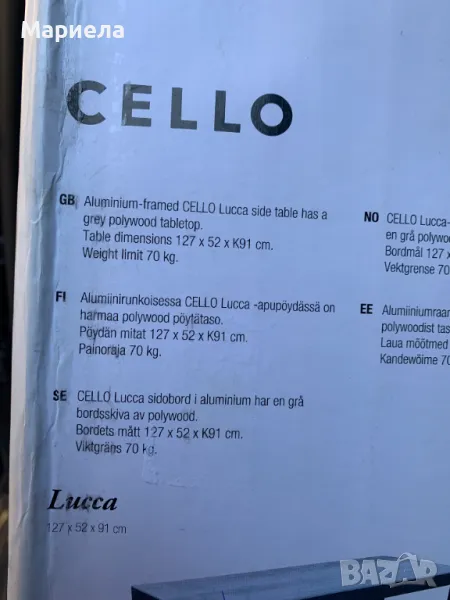 Мариела
CELLO
GB Aluminium-framed CELLO Lucca side table has a
grey polywood tabletop.
Table dimensions 127 x 52 x K91 cm.
Weight limit 70 kg.
FI Alumiinirunkoisessa CELLO Lucca -apupöydässä on
harmaa polywood pöytätaso.
Pöydän mitat 127 x 52 x K91 cm.
Painoraja 70 kg.
SE CELLO Lucca sidobord i aluminium har en grå
bordsskiva av polywood.
Bordets mått 127 x 52 x K91 cm.
Viktgräns 70 kg.
NO CELLO Lucca-
en grå polywo
Bordmål 127 x
Vektgrense 70
EE Alumiiniumraar
polywoodist tas
Laua mõõtmed
Kandevõime 70
Lucca
127 x 52 x 91 cm
BAZAR